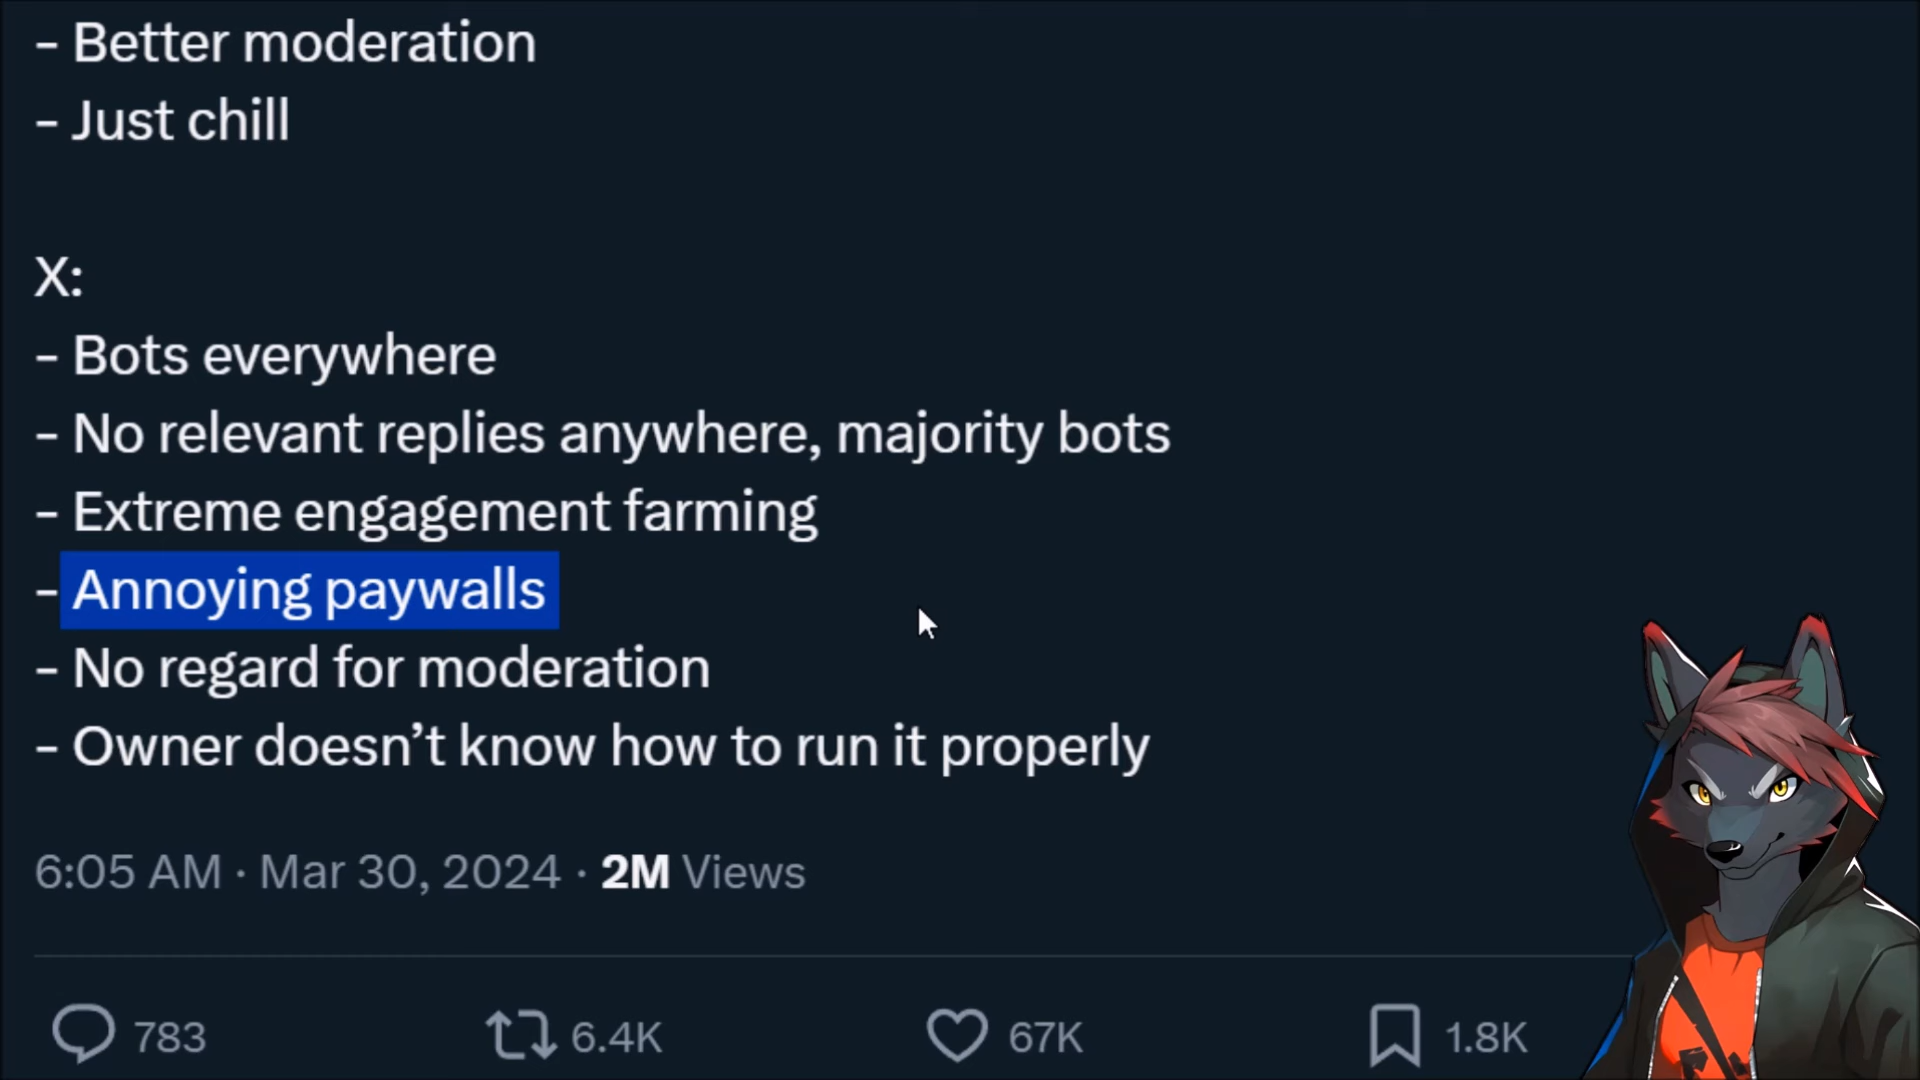 - Better moderation
- Just chill
X:
- Bots everywhere
- No relevant replies anywhere, majority bots
- Extreme engagement farming
- Annoying paywalls
- No regard for moderation
- Owner doesn’t know how to run it properly
6:05 AM · Mar 30, 2024 · 2M Views
783 6.4K 67K 1.8K